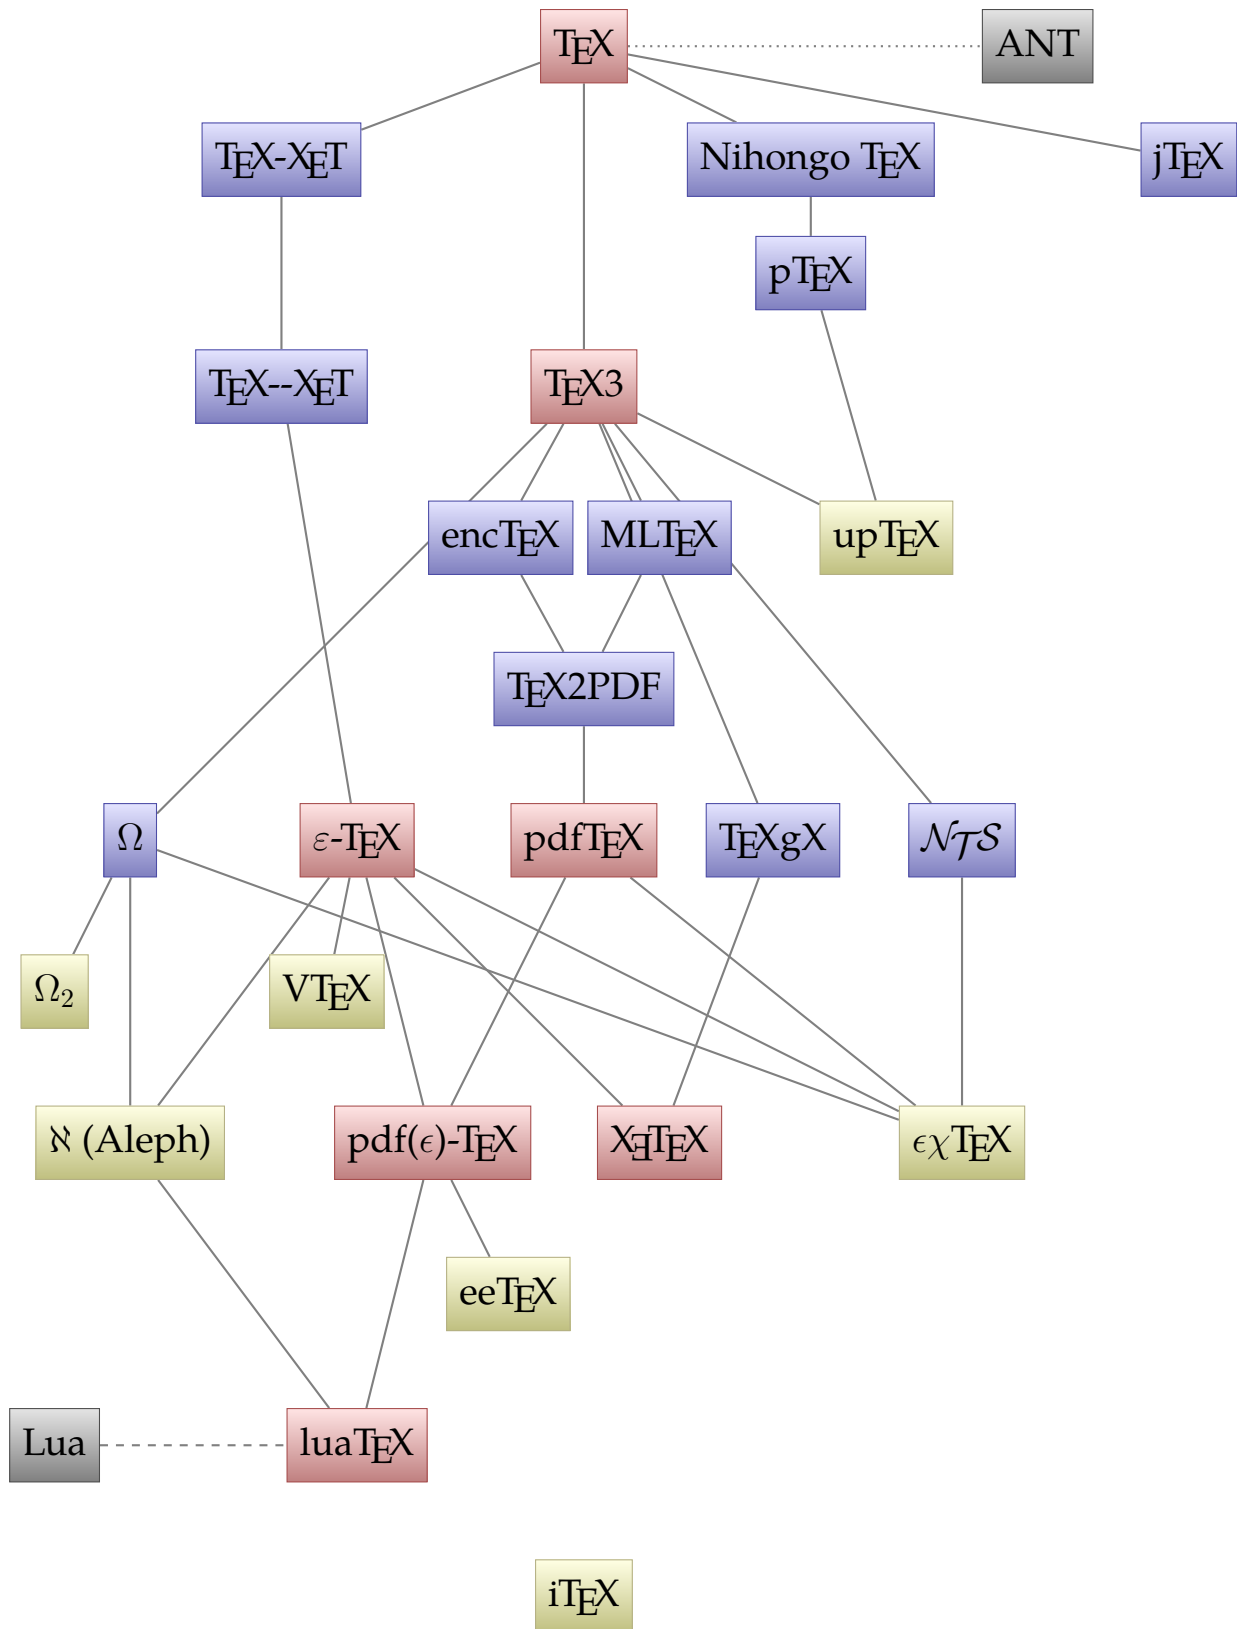 TEX
ANT
TEX-XET
Nihongo TEX
jTEX
pTEX
TEX--XET
TEX3
encTEX
MLTEX
upTEX
TEX2PDF
Ω
ε-TEX
pdfTEX
TEXgX
𝒩𝒯𝒮
Ω₂
VTEX
ℵ (Aleph)
pdf(ϵ)-TEX
XƎTEX
ϵχTEX
eeTEX
Lua
luaTEX
iTEX